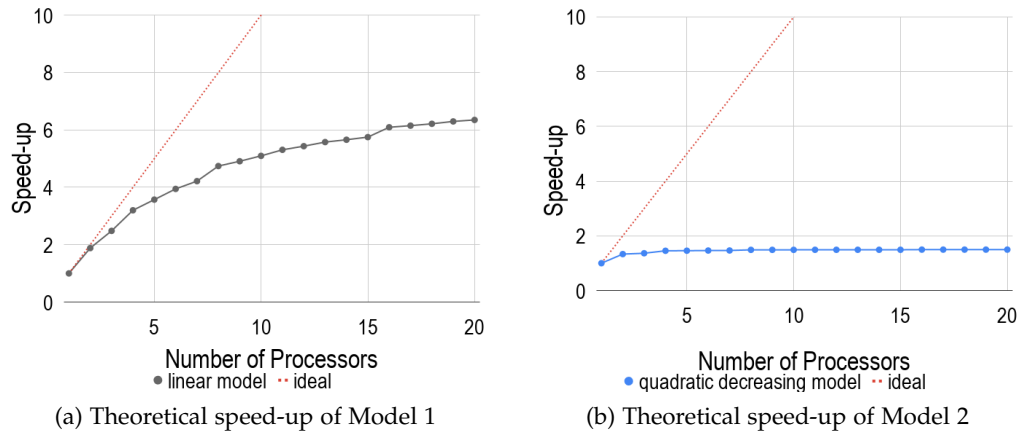 10
8
6
4
2
0
Speed-up
5
10
15
20
Number of Processors
linear model
ideal
(a) Theoretical speed-up of Model 1
10
8
6
4
2
0
Speed-up
5
10
15
20
Number of Processors
quadratic decreasing model
ideal
(b) Theoretical speed-up of Model 2